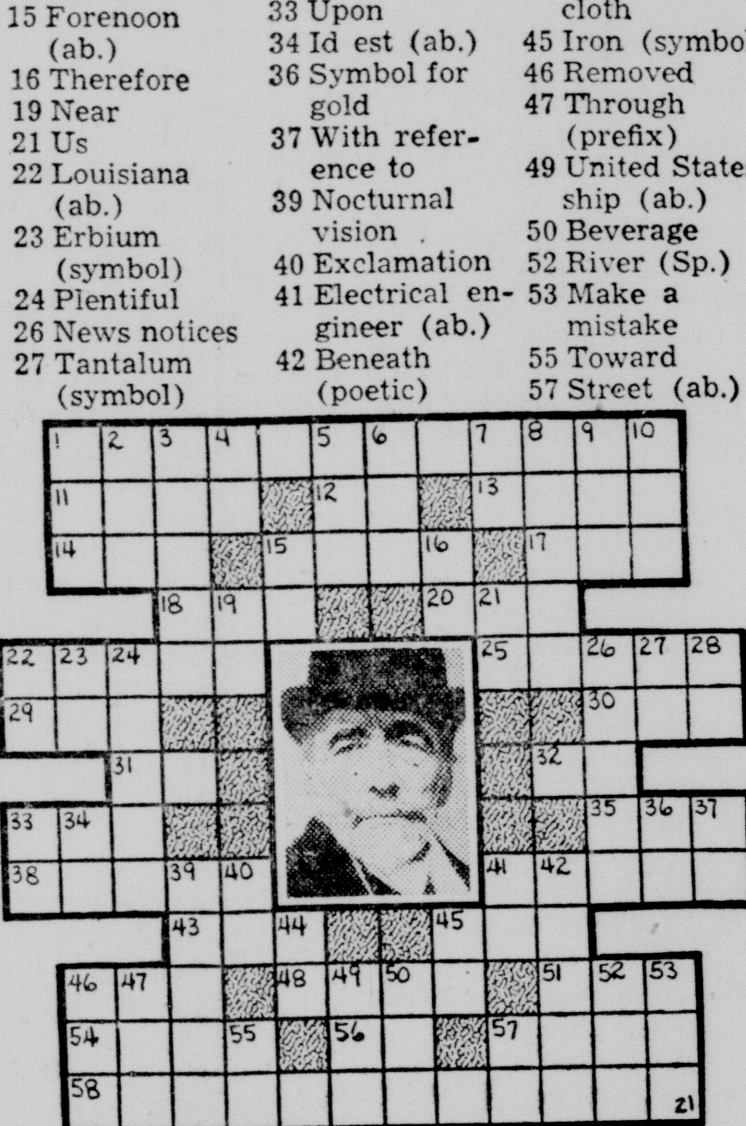 15 Forenoon
(ab.)
16 Therefore
19 Near
21 Us
22 Louisiana
(ab.)
23 Erbium
(symbol)
24 Plentiful
26 News notices
27 Tantalum
(symbol)
33 Upon
34 Id est (ab.)
36 Symbol for
gold
37 With refer-
ence to
39 Nocturnal
vision
40 Exclamation
41 Electrical en-
gineer (ab.)
42 Beneath
(poetic)
cloth
45 Iron (symbol
46 Removed
47 Through
(prefix)
49 United State
ship (ab.)
50 Beverage
52 River (Sp.)
53 Make a
mistake
55 Toward
57 Street (ab.)
1 2 3 4 5 6 7 8 9 10
11 12 13
14 15 16 17
18 19 20 21
22 23 24 25 26 27 28
29 30
31 32
33 34 35 36 37
38 39 40 41 42
43 44 45
46 47 48 49 50 51 52 53
54 55 56 57
58 21